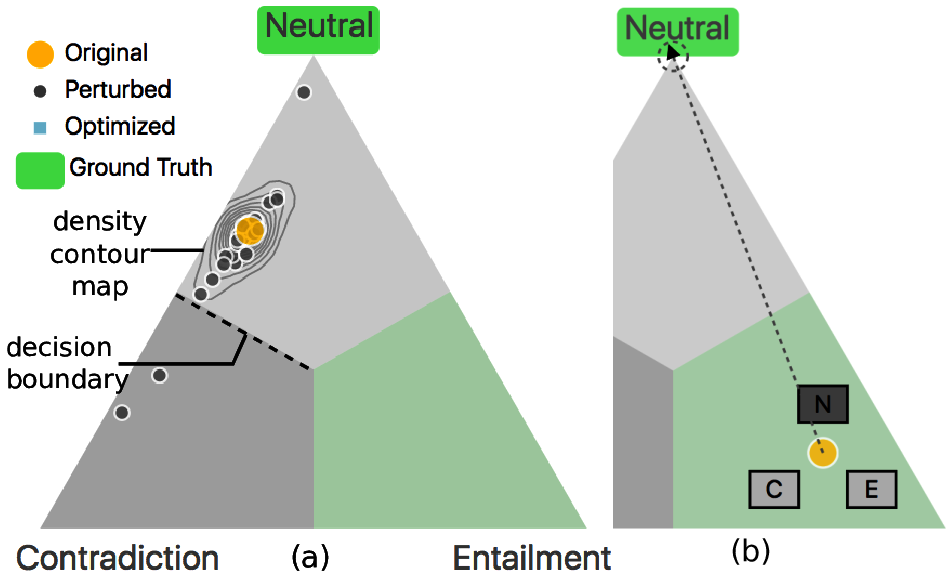 Neutral
Original
Perturbed
Optimized
Ground Truth
density
contour
map
decision
boundary
Contradiction
(a)
Entailment
Neutral
N
C
E
(b)